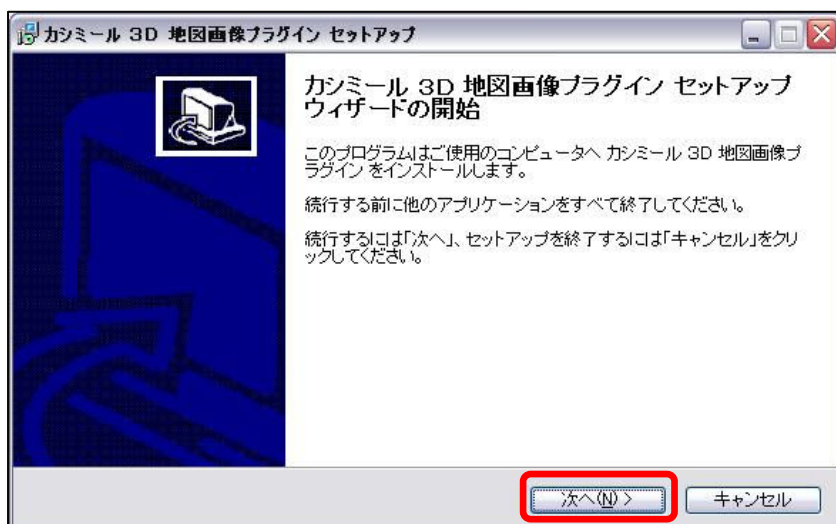 カシミール 3D 地図画像プラグイン セットアップ
カシミール 3D 地図画像プラグイン セットアップ
ウィザードの開始
このプログラムはご使用のコンピュータへ カシミール 3D 地図画像プ
ラグイン をインストールします。
続行する前に他のアプリケーションをすべて終了してください。
続行するには「次へ」、セットアップを終了するには「キャンセル」をクリ
ックしてください。
次へ(N) >
キャンセル